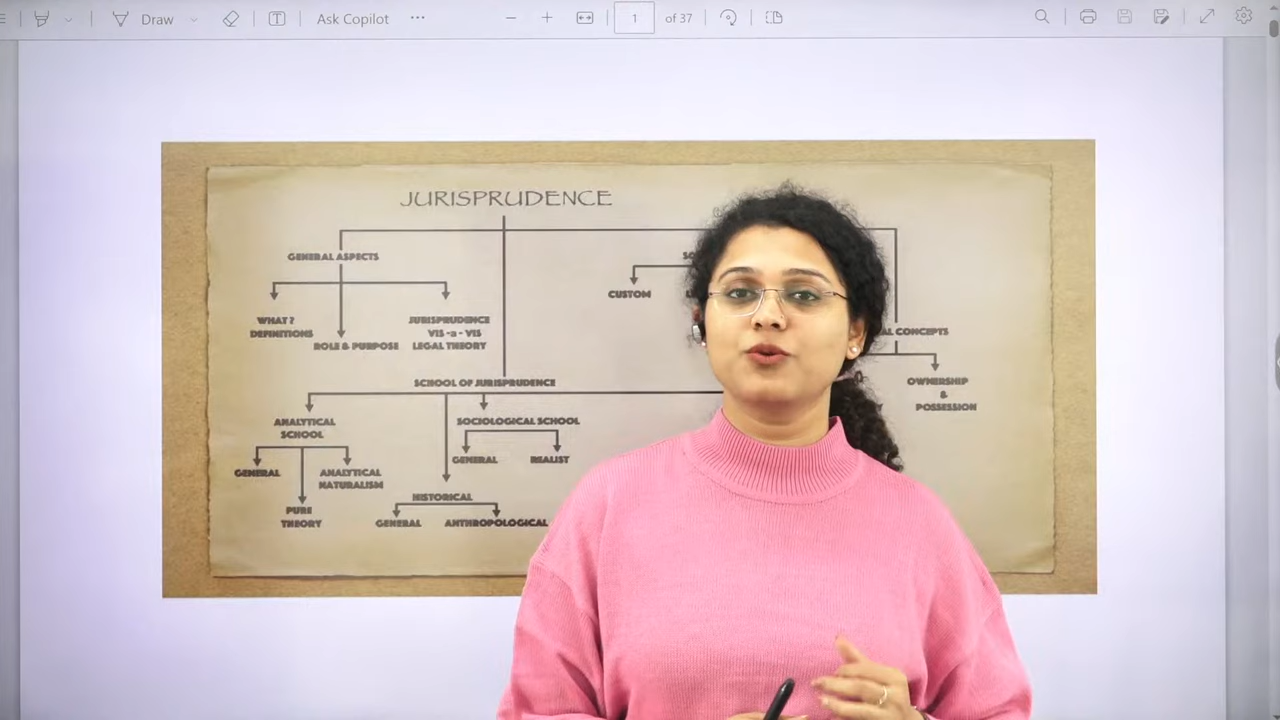 Draw
Ask Copilot
1 of 37
JURISPRUDENCE
GENERAL ASPECTS
WHAT ?
DEFINITIONS
ROLE & PURPOSE
JURISPRUDENCE
VIS -a - VIS
LEGAL THEORY
CUSTOM
CONCEPTS
OWNERSHIP
&
POSSESSION
SCHOOL OF JURISPRUDENCE
ANALYTICAL
SCHOOL
GENERAL
PURE
THEORY
ANALYTICAL
NATURALISM
HISTORICAL
GENERAL
ANTHROPOLOGICAL
SOCIOLOGICAL SCHOOL
GENERAL
REALIST